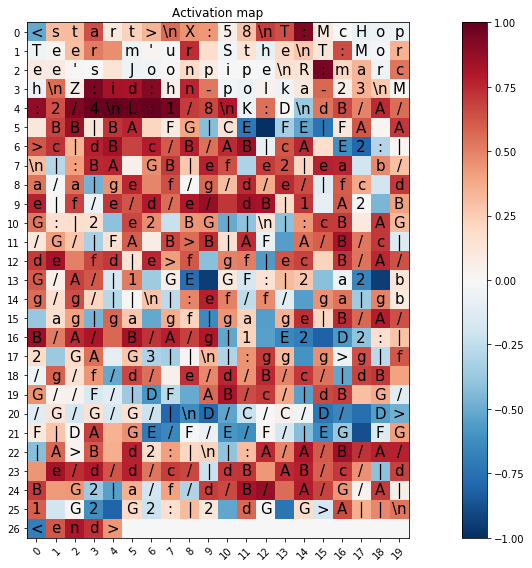 Activation map
0 < s t a r t > \n X : 5 8 \n T : M c H o p
1 T e e r m ' u r S t h e \n T : M o r
2 e e ' s J o o n p i p e \n R : m a r c
3 h \n Z : i d : h n - p o l k a - 2 3 \n M
4 : 2 / 4 \n L : 1 / 8 \n K : D \n d B / A /
5 B B | B A F G | C E F E | F A A
6 > c | d B c / B / A B | c A E 2 : |
7 \n | : B A G B | e f e 2 | e a b /
8 a / a | g e f / g / d / e / | f c d
9 e | f / e / d / e / d B | 1 A 2 B
10 G : | 2 e 2 B G | | \n | : c B A G
11 / G / | F A B > B | A F A / B / c |
12 d e f d | e > f g f | e c B / A /
13 G / A / | 1 G E G F : | 2 a 2 b
14 g / g / | | \n | : e f / f / g a | g b
15 a g | g a g f | g a g e | B / A /
16 B / A / B / A / g | 1 E 2 D 2 : |
17 2 G A G 3 | | \n | : g g g > g | f
18 / g / f / d / e / d / B / c / | d B
19 G / / F / | D F A B / c / | d B G /
20 / G / G / G / | \n D / C / C / D / D >
21 F | D A G E / F / E / F / | E G F G
22 | A > B d 2 : | \n | : A / A / B / A /
23 e / d / d / c / | d B A B / c / | d
24 B G 2 | a / f / d / B / A / G / A |
25 1 G 2 G 2 : | 2 d G G > A | | \n
26 < e n d >
0 1 2 3 4 5 6 7 8 9 10 11 12 13 14 15 16 17 18 19
1.00
0.75
0.50
0.25
0.00
−0.25
−0.50
−0.75
−1.00